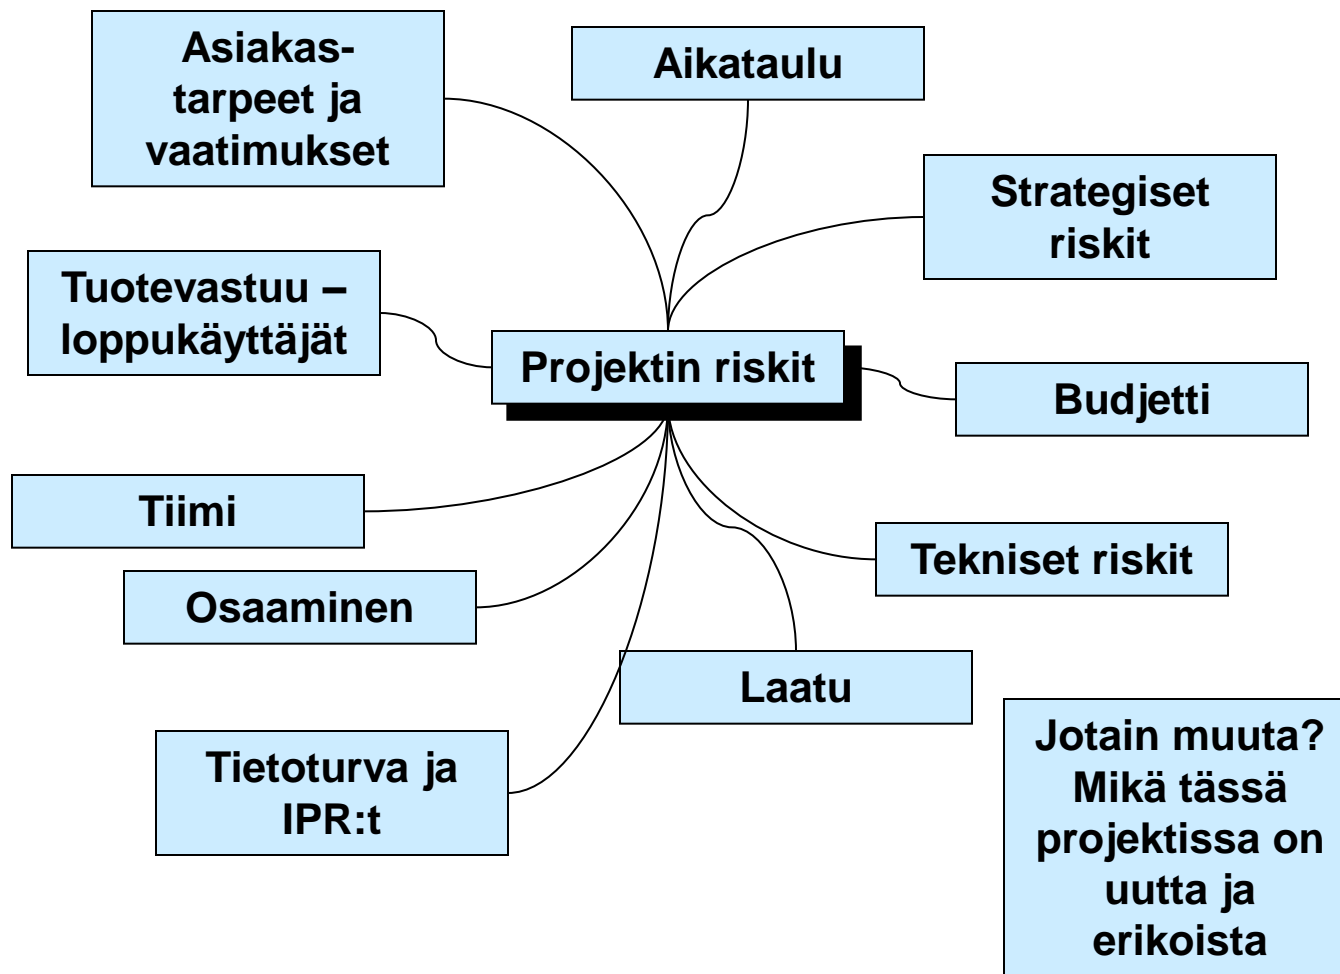 Asiakas-
tarpeet ja
vaatimukset
Aikataulu
Strategiset
riskit
Tuotevastuu –
loppukäyttäjät
Projektin riskit
Budjetti
Tiimi
Tekniset riskit
Osaaminen
Laatu
Tietoturva ja
IPR:t
Jotain muuta?
Mikä tässä
projektissa on
uutta ja
erikoista